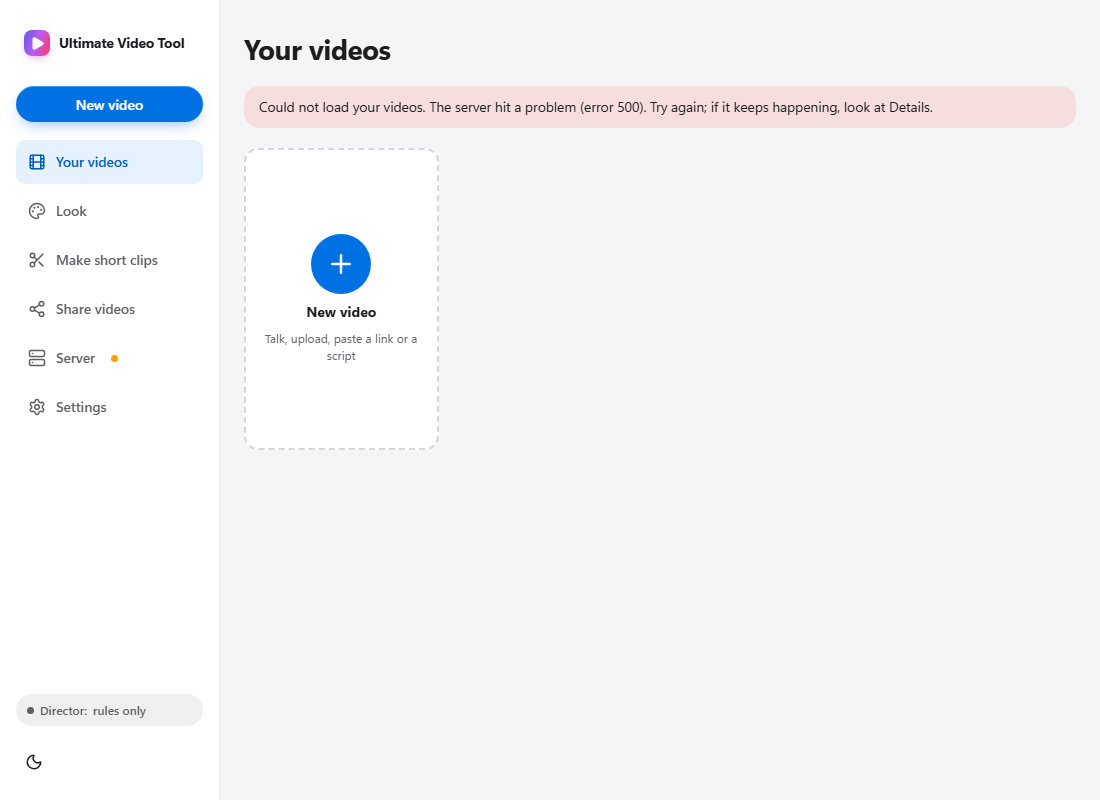 Ultimate Video Tool
New video
Your videos
Look
Make short clips
Share videos
Server
Settings
Director: rules only
Your videos
Could not load your videos. The server hit a problem (error 500). Try again; if it keeps happening, look at Details.
New video
Talk, upload, paste a link or a
script